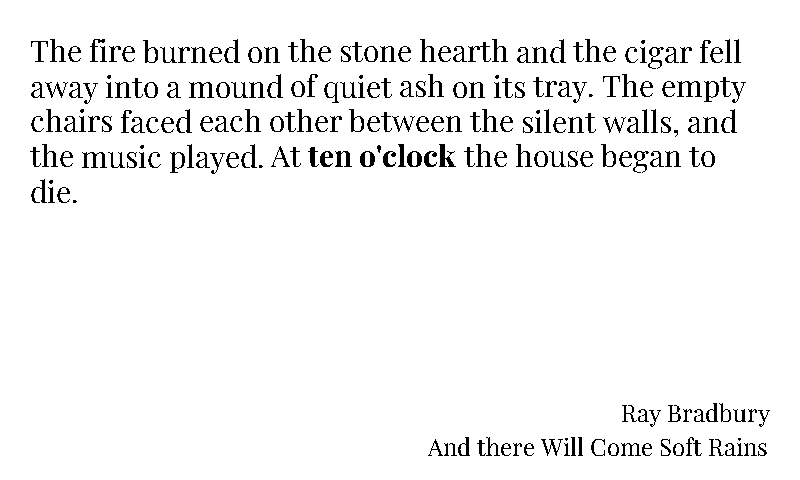 The fire burned on the stone hearth and the cigar fell
away into a mound of quiet ash on its tray. The empty
chairs faced each other between the silent walls, and
the music played. At ten o'clock the house began to
die.
Ray Bradbury
And there Will Come Soft Rains